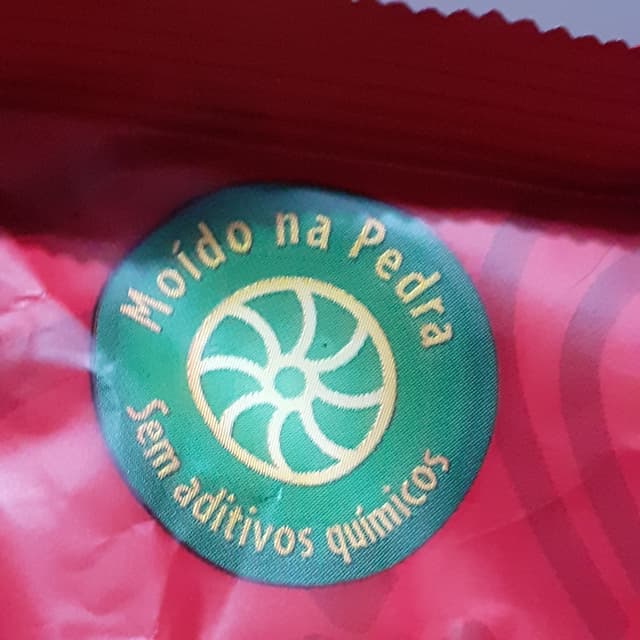 Moído na Pedra
Sem aditivos químicos